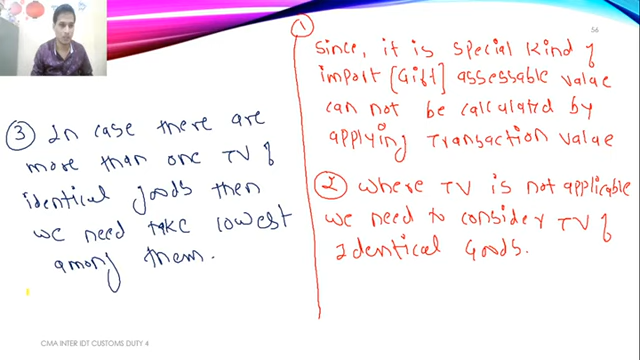 56
①
Since, it is special kind of
import [Gift] assessable value
can not be calculated by
applying Transaction value
② where TV is not applicable
we need to consider TV of
Identical Goods.
③ In case there are
more than one TV of
identical goods then
we need take lowest
among them.
CMA INTER IDT CUSTOMS DUTY 4